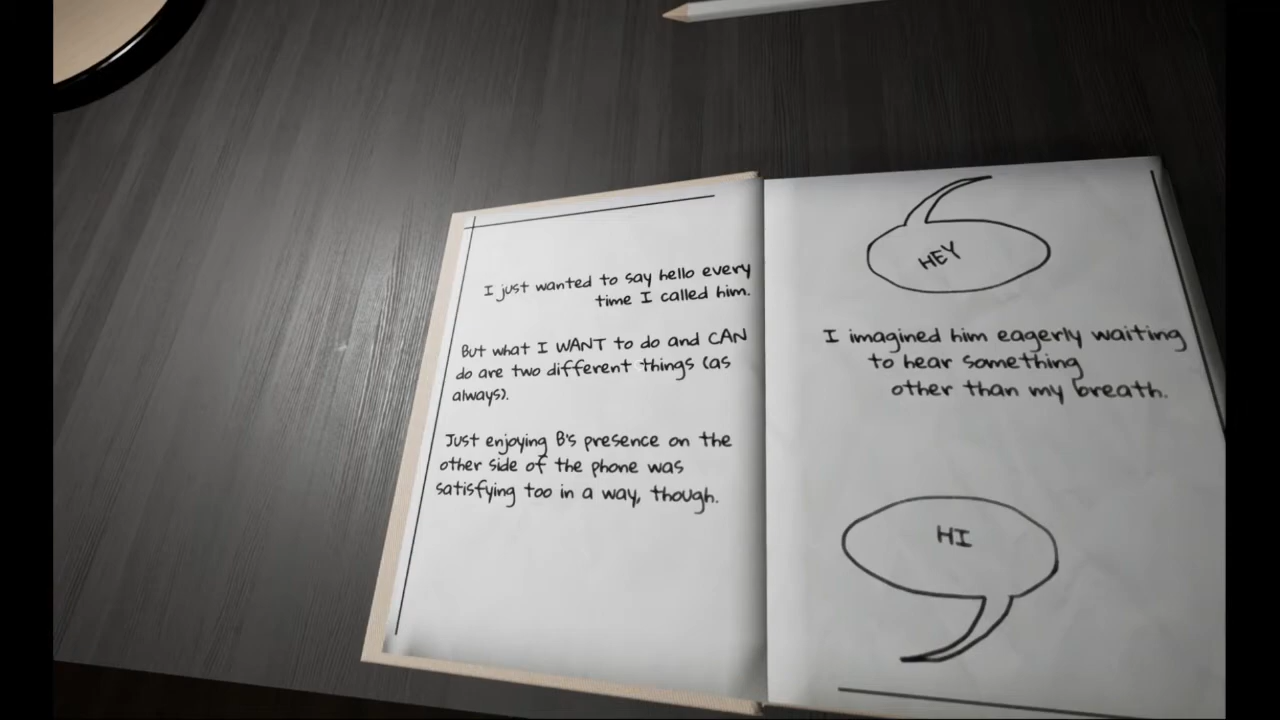 I just wanted to say hello every
time I called him.
But what I WANT to do and CAN
do are two different things (as
always).
Just enjoying B's presence on the
other side of the phone was
satisfying too in a way, though.
HEY
I imagined him eagerly waiting
to hear something
other than my breath.
HI